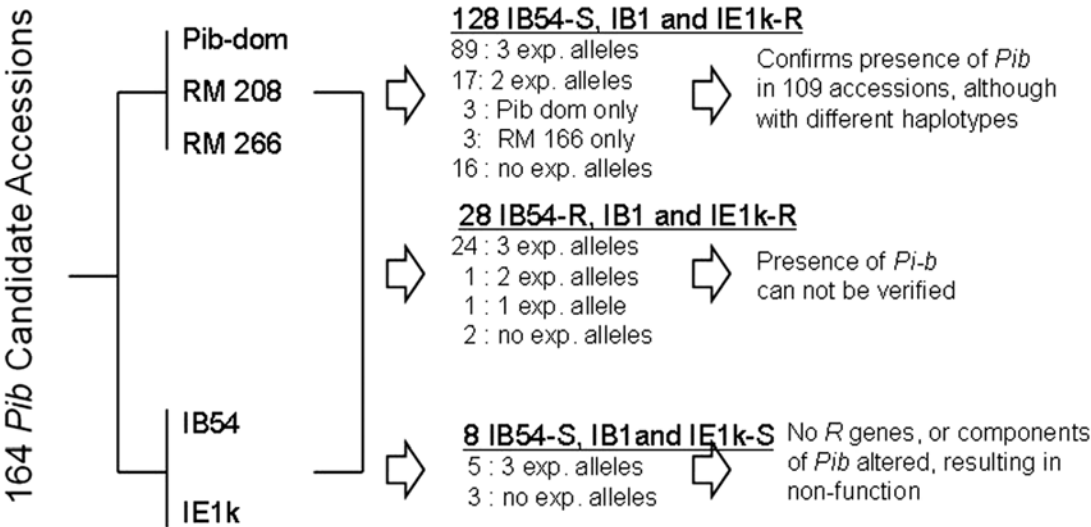 164 Pib Candidate Accessions
Pib-dom
RM 208
RM 266
IB54
IE1k
128 IB54-S, IB1 and IE1k-R
89 : 3 exp. alleles
17: 2 exp. alleles
3 : Pib dom only
3: RM 166 only
16 : no exp. alleles
Confirms presence of Pib
in 109 accessions, although
with different haplotypes
28 IB54-R, IB1 and IE1k-R
24 : 3 exp. alleles
1 : 2 exp. alleles
1 : 1 exp. allele
2 : no exp. alleles
Presence of Pi-b
can not be verified
8 IB54-S, IB1and IE1k-S
5 : 3 exp. alleles
3 : no exp. alleles
No R genes, or components
of Pib altered, resulting in
non-function